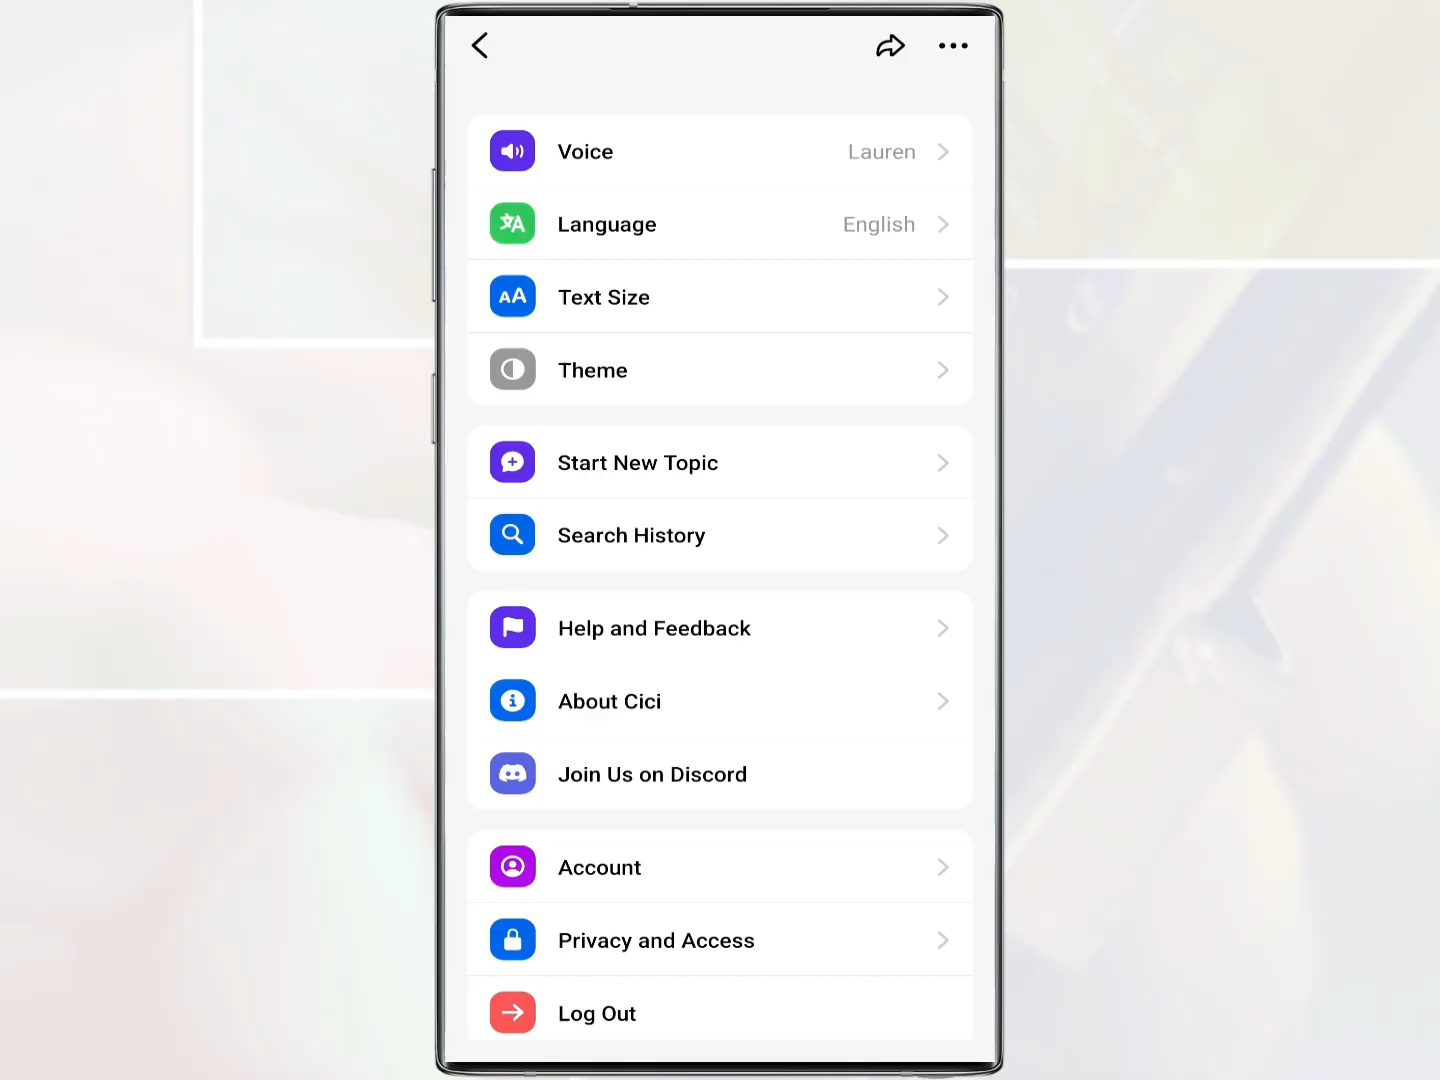 Voice Lauren
Language English
Text Size
Theme
Start New Topic
Search History
Help and Feedback
About Cici
Join Us on Discord
Account
Privacy and Access
Log Out